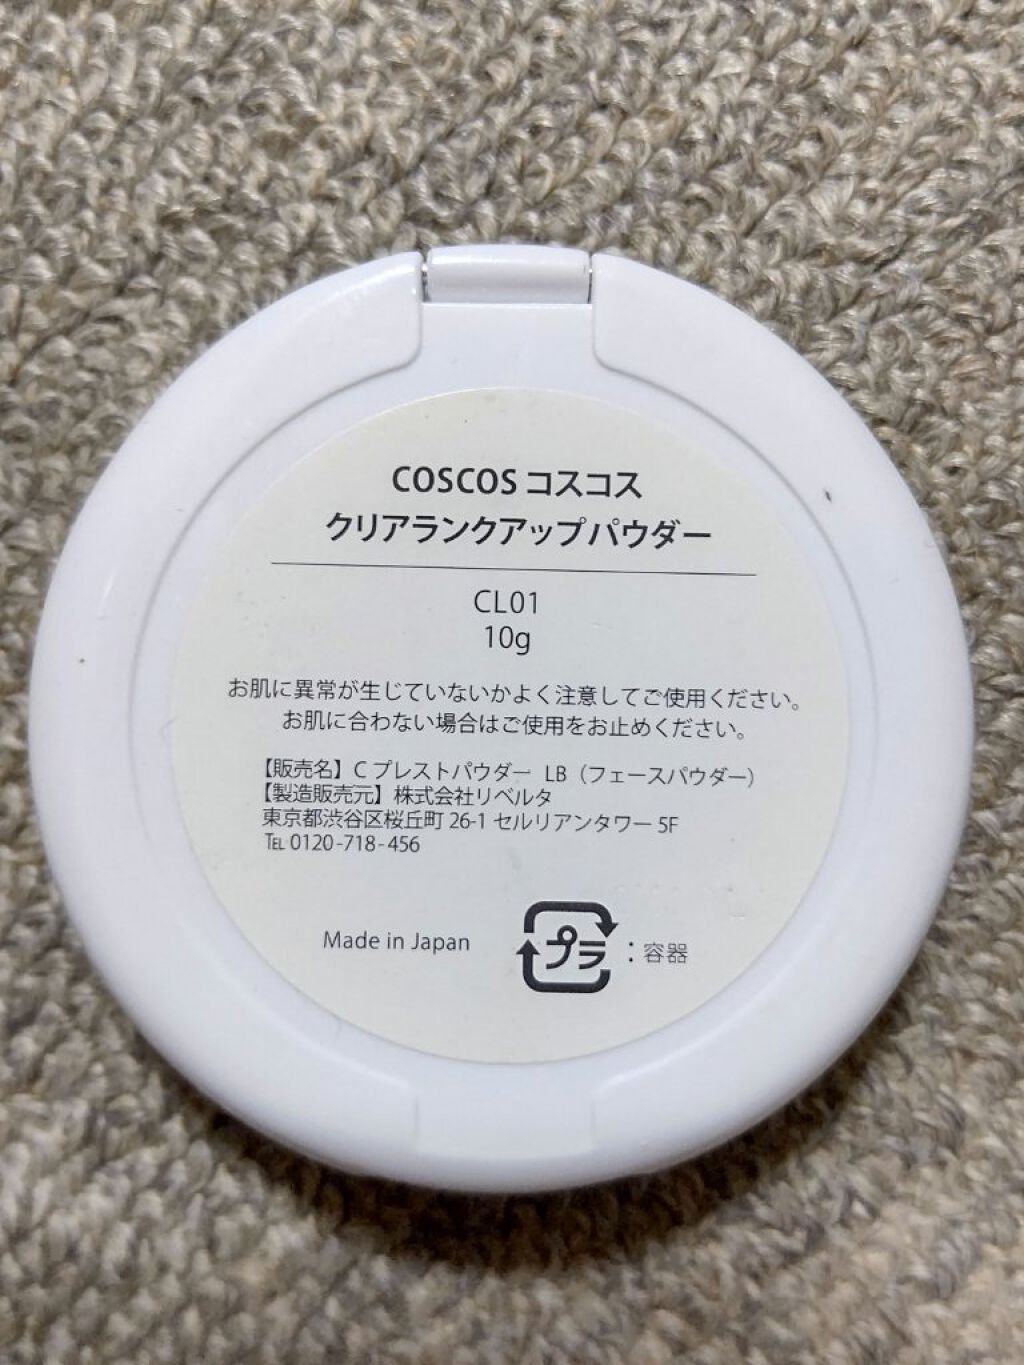 COSCOS コスコス
クリアランクアップパウダー
CL01
10g
お肌に異常が生じていないかよく注意してご使用ください。
お肌に合わない場合はご使用をお止めください。
【販売名】C プレストパウダー LB（フェースパウダー）
【製造販売元】株式会社リベルタ
東京都渋谷区桜丘町 26-1 セルリアンタワー 5F
TEL 0120-718-456
Made in Japan
プラ：容器